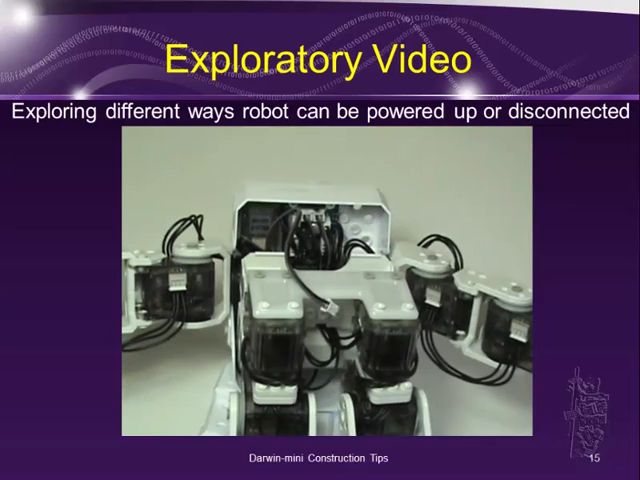 Exploratory Video
Exploring different ways robot can be powered up or disconnected
Darwin-mini Construction Tips
15